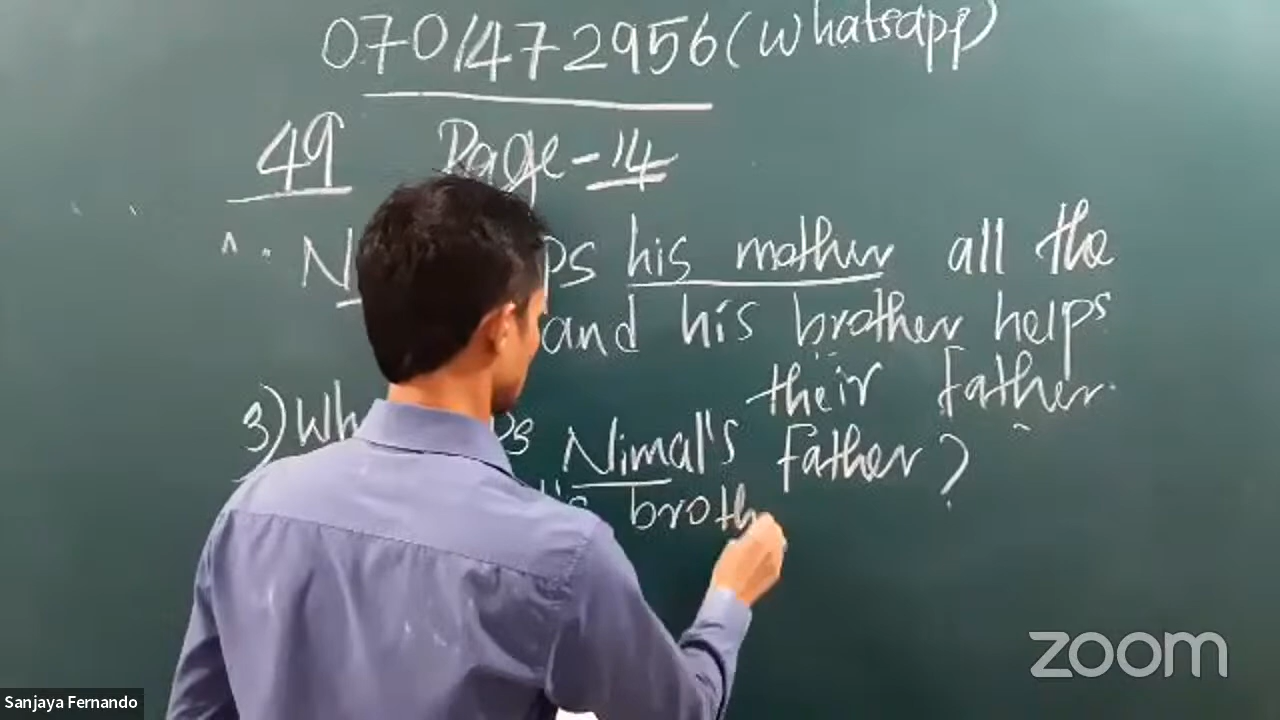 0701472956 (Whatsapp)
49 Page-14
his mother all the
and his brother helps
their father.
3) Nimal's father?
broth
zoom
Sanjaya Fernando